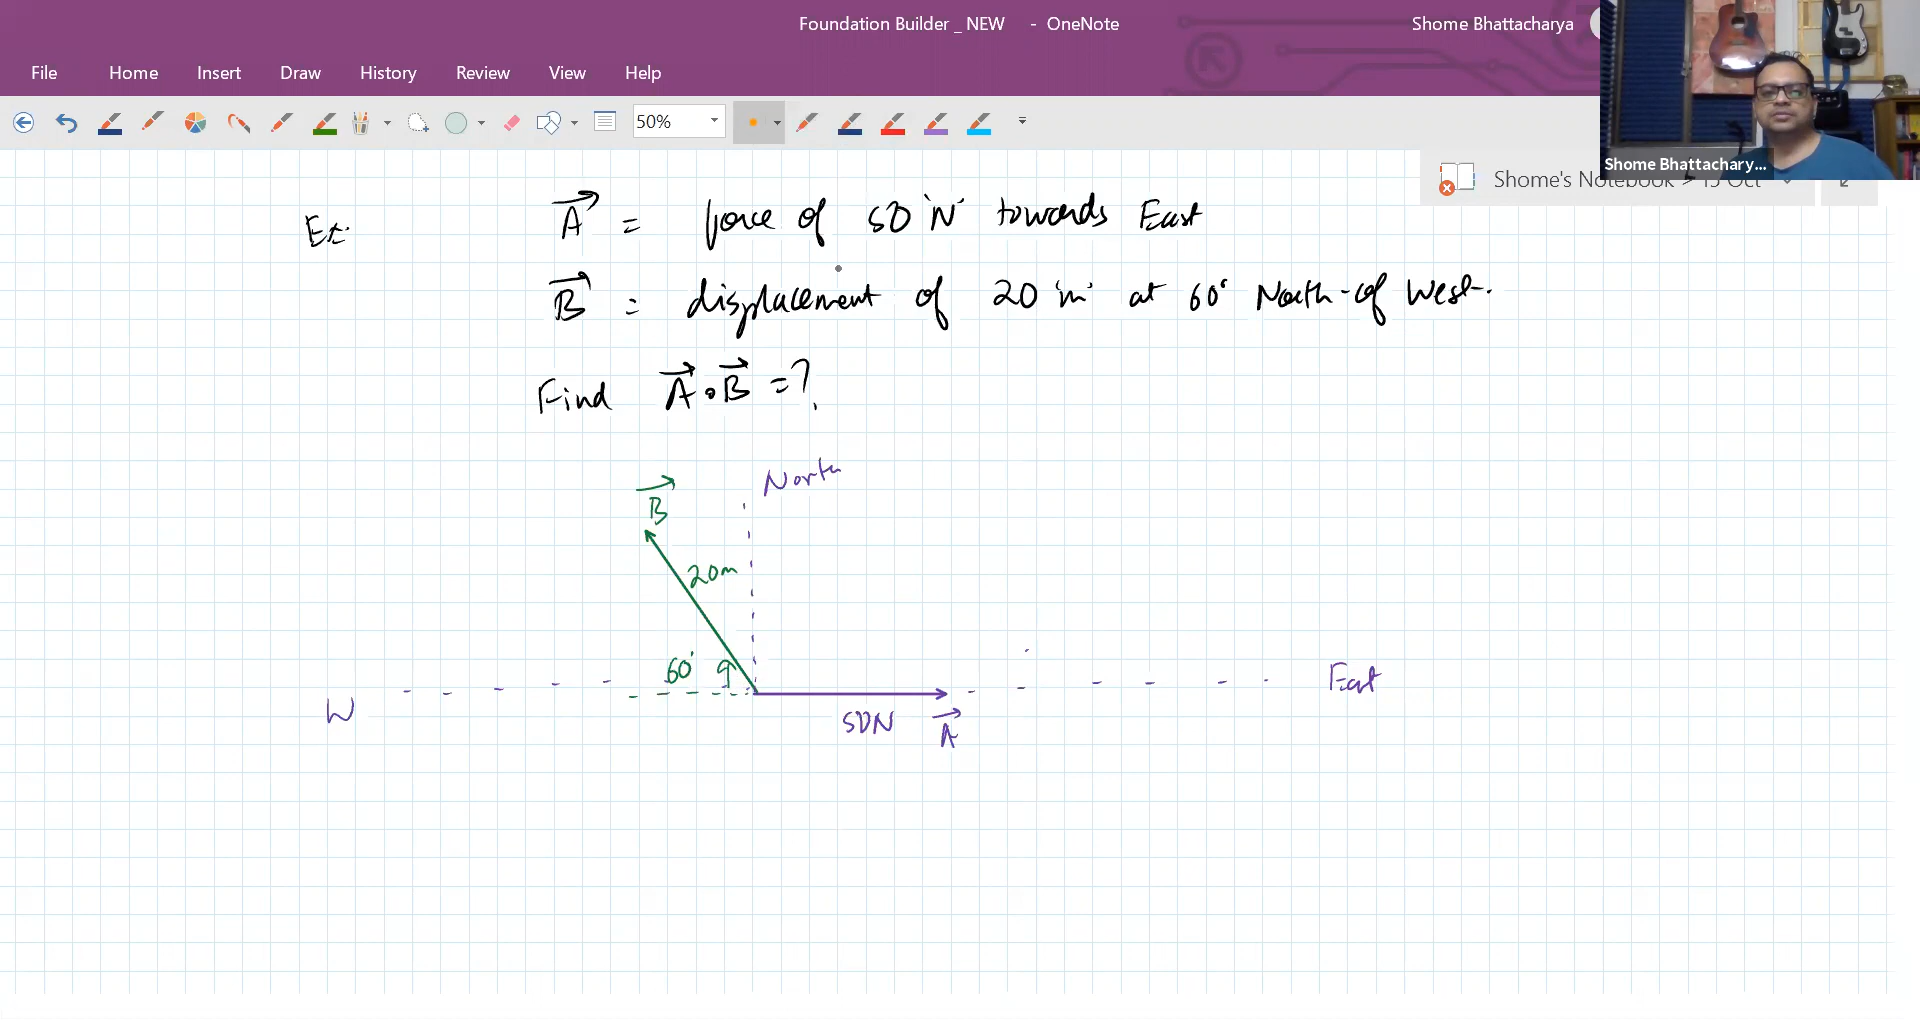 Foundation Builder _ NEW - OneNote
Shome Bhattacharya
File Home Insert Draw History Review View Help
50%
Shome Bhattachary...
Shome's Notebook > 15 Oct
Ex:
A = force of 50 'N' towards East
B = displacement of 20 'm' at 60° North-of West.
Find A • B = ?
North
B
20m
60°
W
East
50N A